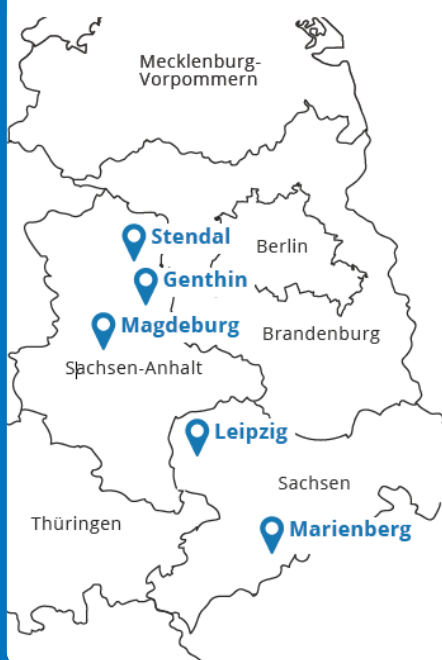 Mecklenburg-
Vorpommern
Stendal
Berlin
Genthin
Magdeburg
Brandenburg
Sachsen-Anhalt
Leipzig
Sachsen
Thüringen
Marienberg